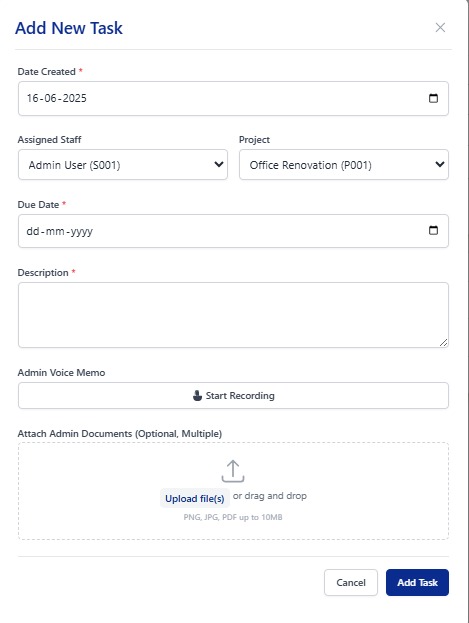 Add New Task
Date Created *
16-06-2025
Assigned Staff
Project
Admin User (S001)
Office Renovation (P001)
Due Date *
dd-mm-yyyy
Description *
Admin Voice Memo
Start Recording
Attach Admin Documents (Optional, Multiple)
Upload file(s) or drag and drop
PNG, JPG, PDF up to 10MB
Cancel
Add Task